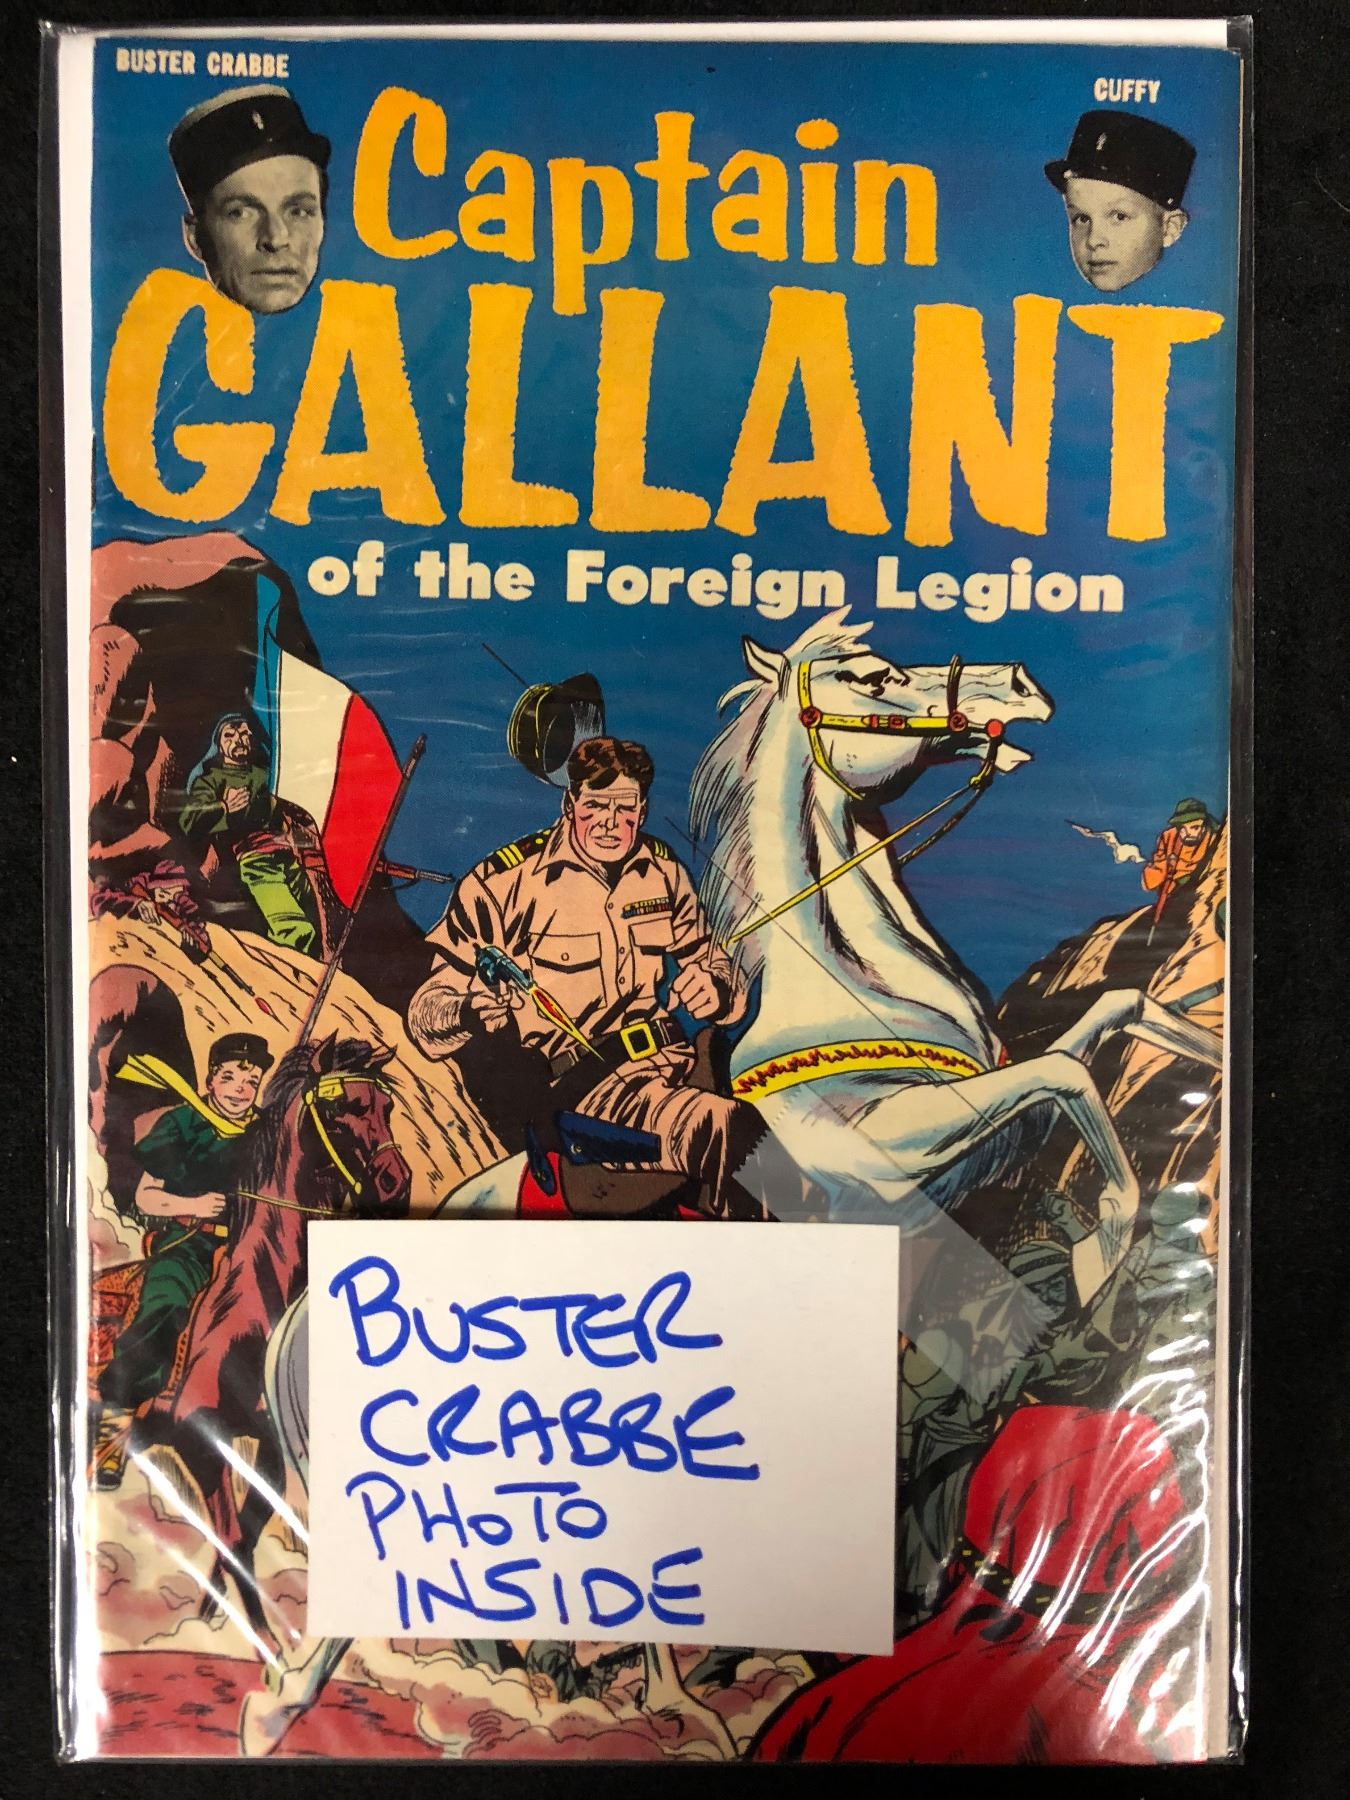 BUSTER CRABBE
CUFFY
Captain
GALLANT
of the Foreign Legion
BUSTER
CRABBE
PHOTO
INSIDE